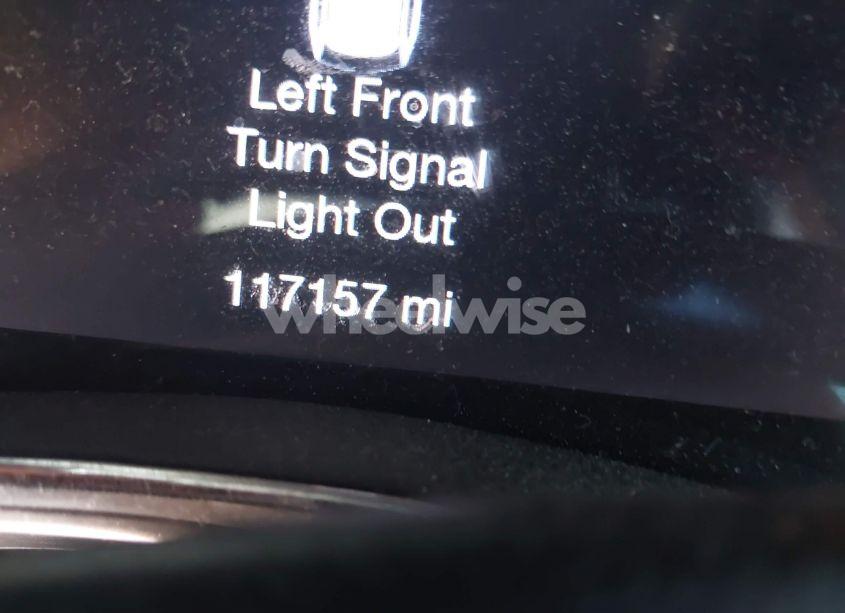 Left Front
Turn Signal
Light Out
117157 mi
wheelwise